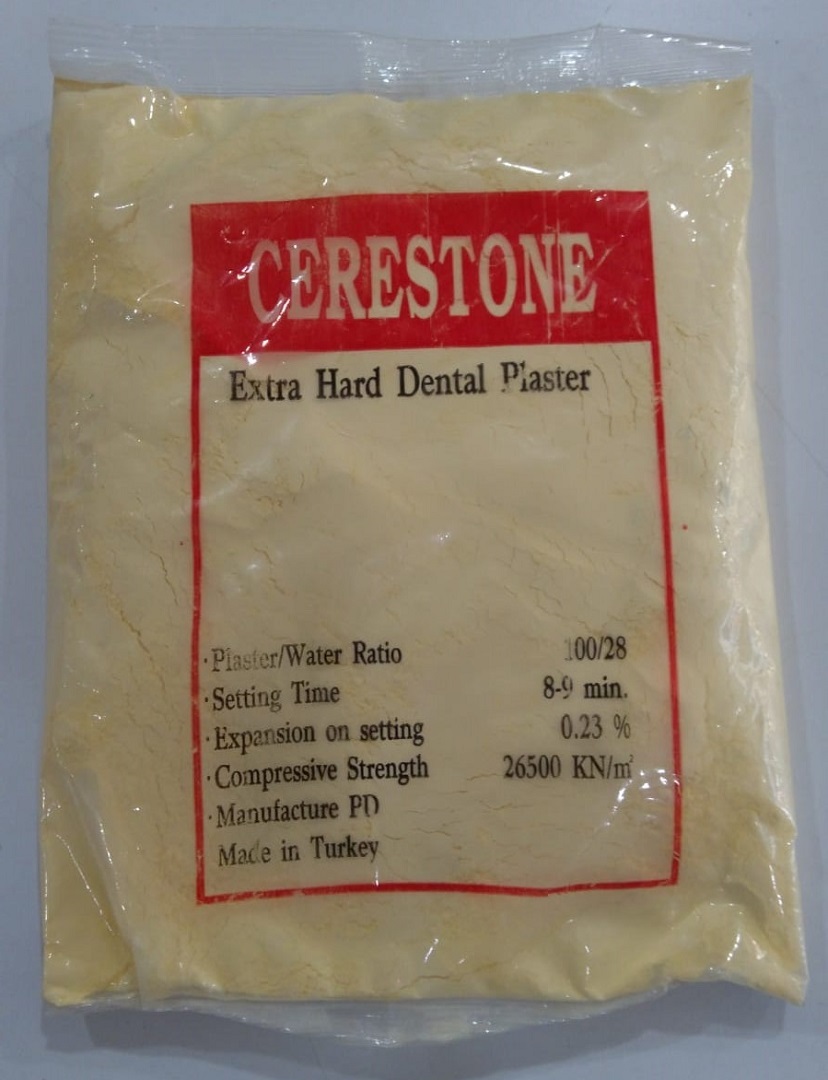 CERESTONE
Extra Hard Dental Plaster
·Plaster/Water Ratio 100/28
·Setting Time 8-9 min.
·Expansion on setting 0.23 %
·Compressive Strength 26500 KN/m²
·Manufacture PD
Made in Turkey